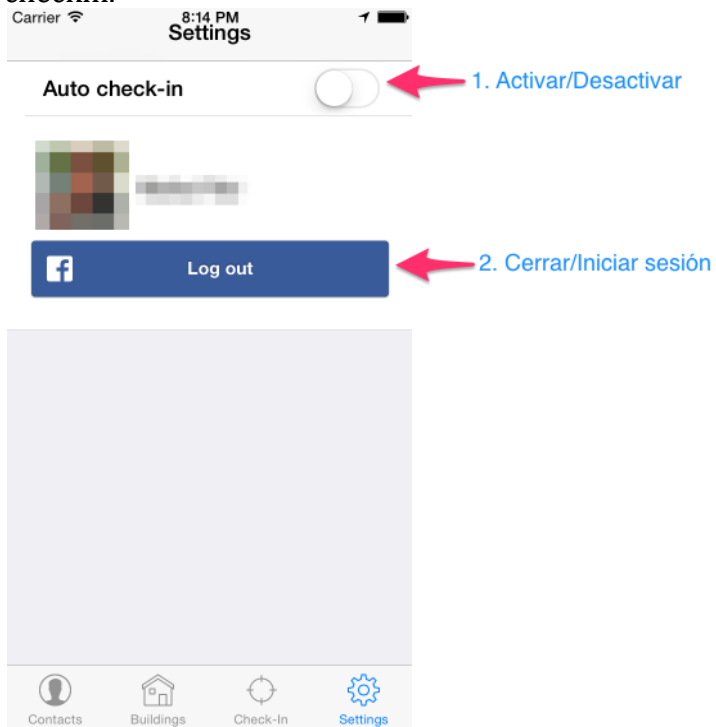 checkin.
Carrier 8:14 PM
Settings
Auto check-in
1. Activar/Desactivar
f Log out
2. Cerrar/Iniciar sesión
Contacts Buildings Check-In Settings